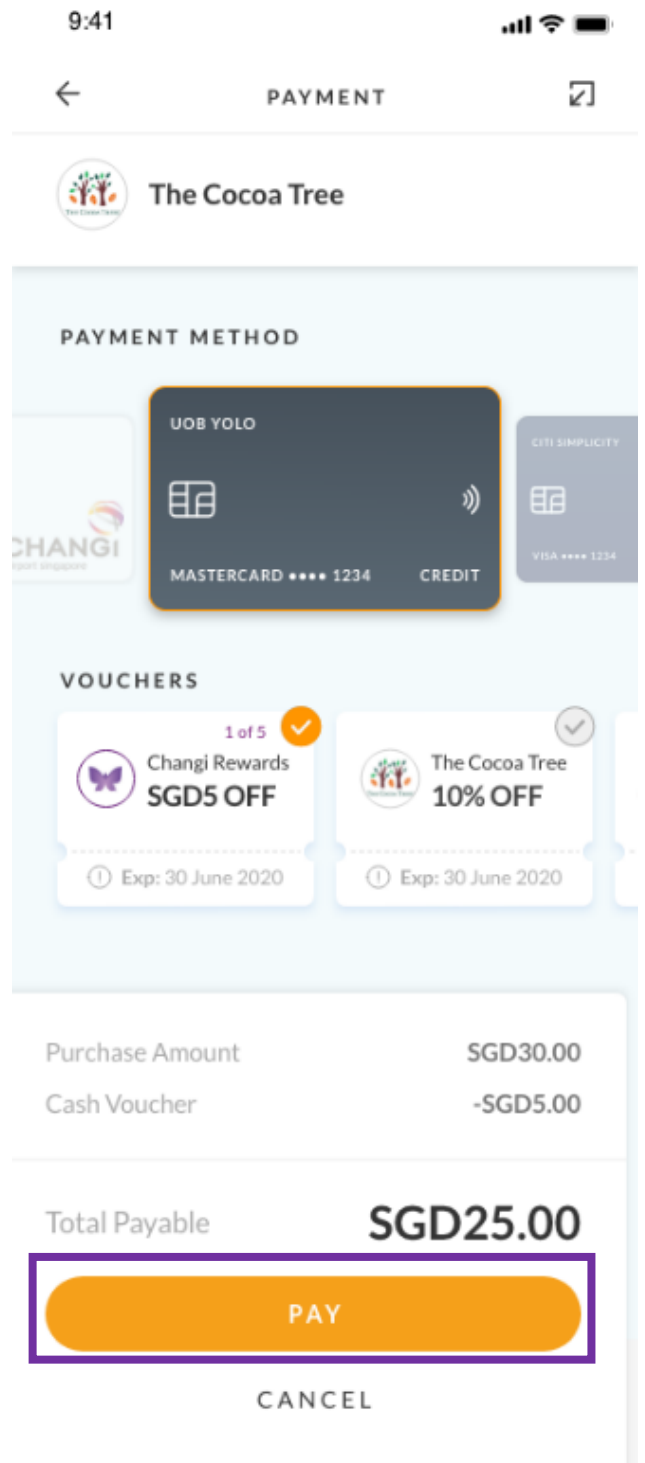 9:41
PAYMENT
The Cocoa Tree
PAYMENT METHOD
UOB YOLO
CITI SIMPLICITY
CHANGI
MASTERCARD •••• 1234 CREDIT
VISA •••• 1234
VOUCHERS
1 of 5
Changi Rewards
SGD5 OFF
The Cocoa Tree
10% OFF
Exp: 30 June 2020
Exp: 30 June 2020
Purchase Amount SGD30.00
Cash Voucher -SGD5.00
Total Payable SGD25.00
PAY
CANCEL